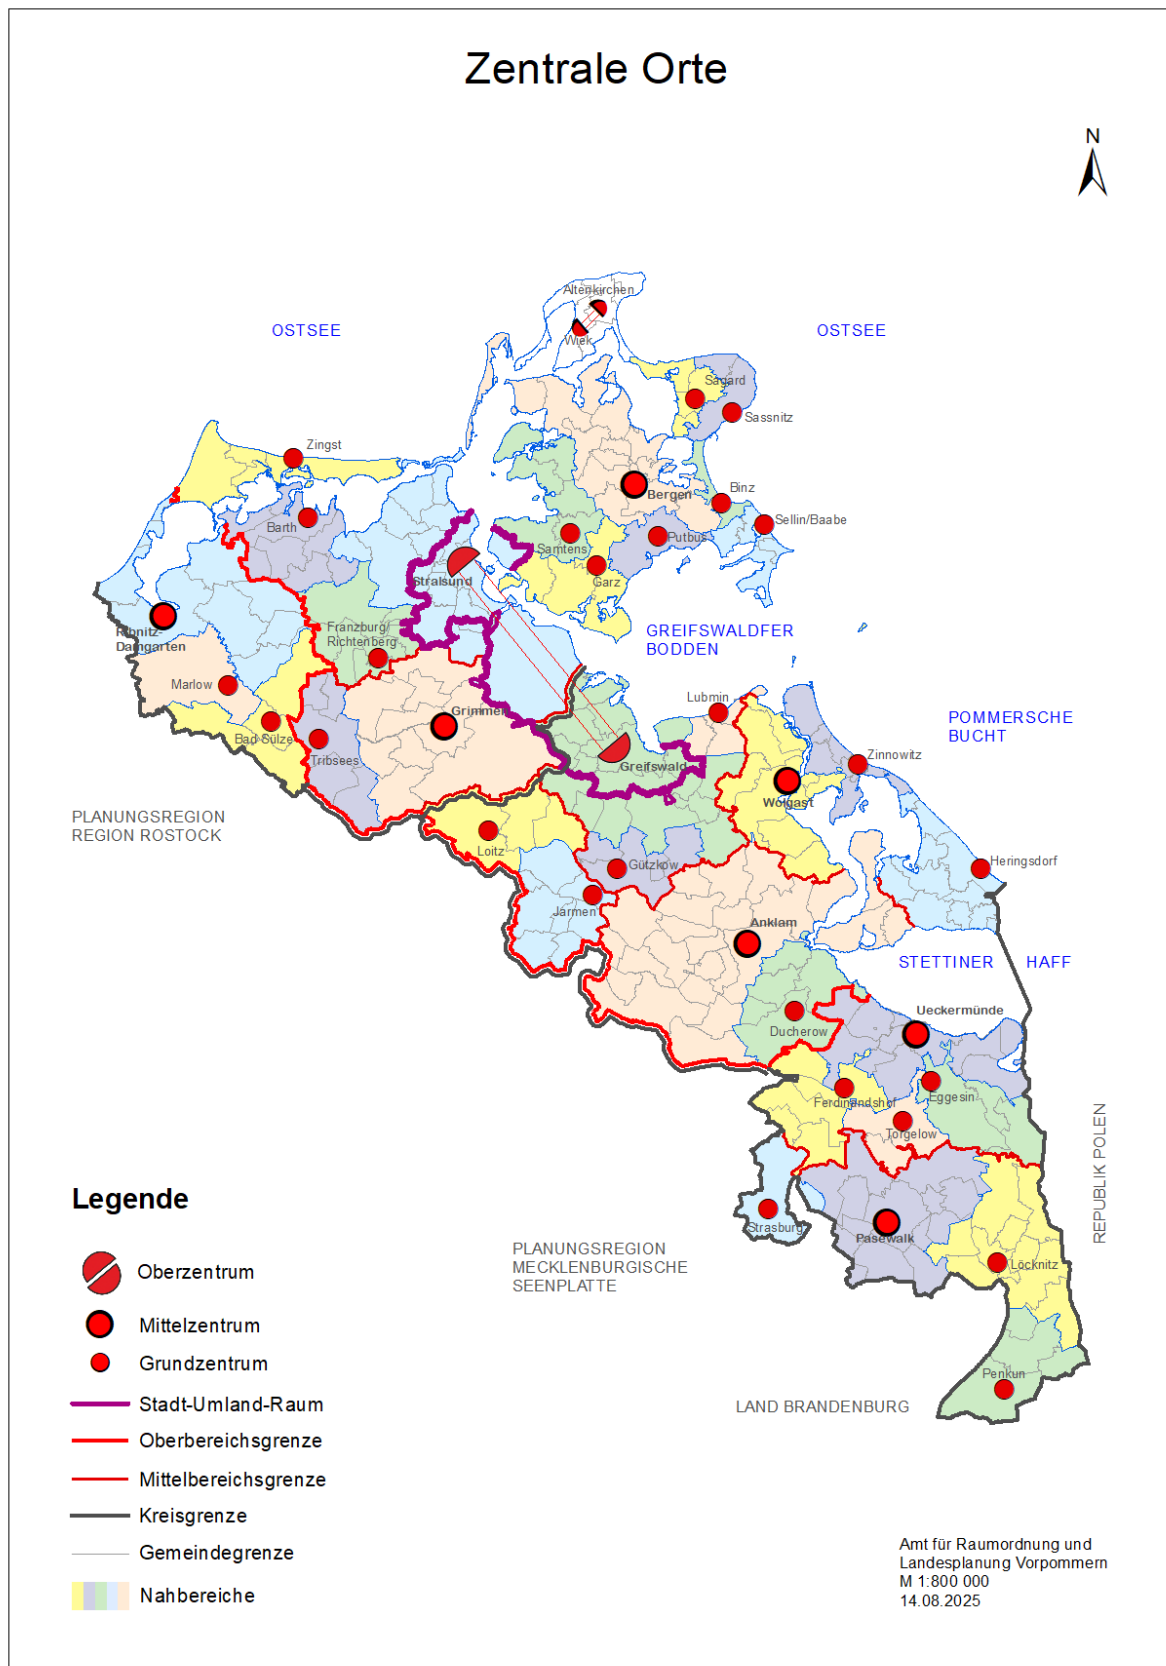 Zentrale Orte
N
Altenkirchen
OSTSEE
OSTSEE
Wiek
Sagard
Sassnitz
Zingst
Bergen
Binz
Barth
Sellin/Baabe
Samtens
Putbus
Stralsund
Garz
Ribnitz-
Damgarten
Franzburg/
Richtenberg
GREIFSWALDFER
BODDEN
Marlow
Lubmin
Grimmen
POMMERSCHE
BUCHT
Bad Sülze
Tribsees
Greifswald
Zinnowitz
Wolgast
PLANUNGSREGION
REGION ROSTOCK
Loitz
Gützkow
Heringsdorf
Jarmen
Anklam
STETTINER HAFF
Ueckermünde
Ducherow
Ferdinandshof
Eggesin
Torgelow
REPUBLIK POLEN
Strasburg
Pasewalk
Löcknitz
PLANUNGSREGION
MECKLENBURGISCHE
SEENPLATTE
Penkun
LAND BRANDENBURG
Legende
Oberzentrum
Mittelzentrum
Grundzentrum
Stadt-Umland-Raum
Oberbereichsgrenze
Mittelbereichsgrenze
Kreisgrenze
Gemeindegrenze
Nahbereiche
Amt für Raumordnung und
Landesplanung Vorpommern
M 1:800 000
14.08.2025